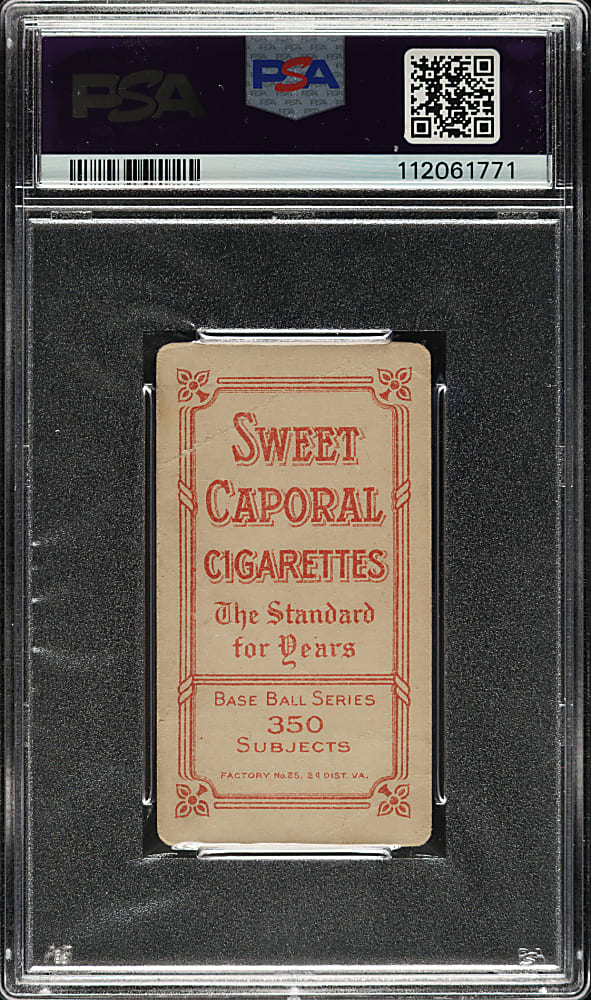 PSA
PSA
112061771
SWEET
CAPORAL
CIGARETTES
The Standard
for Years
BASE BALL SERIES
350
SUBJECTS
FACTORY No. 25, 2d DIST. VA.